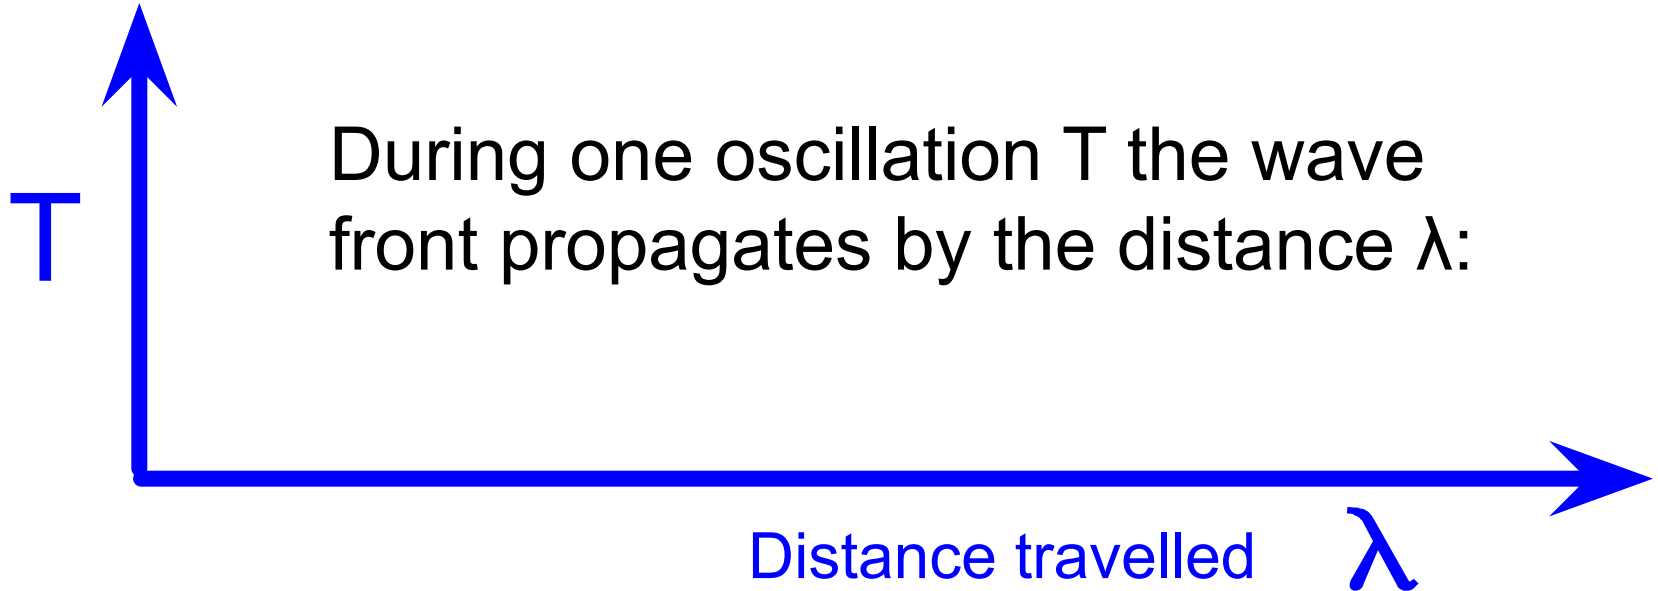 During one oscillation T the wave
front propagates by the distance λ:
T
Distance travelled λ